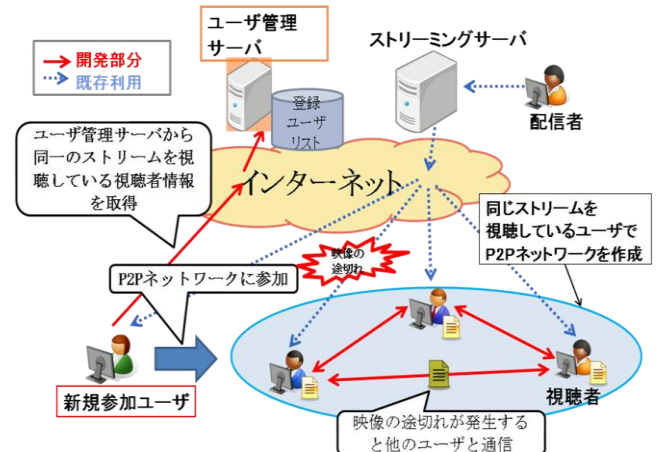 ユーザ管理
サーバ
ストリーミングサーバ
開発部分
既存利用
登録
ユーザ
リスト
配信者
ユーザ管理サーバから
同一のストリームを視
聴している視聴者情報
を取得
インターネット
同じストリームを
視聴しているユーザで
P2Pネットワークを作成
映像の
途切れ
P2Pネットワークに参加
新規参加ユーザ
視聴者
映像の途切れが発生する
と他のユーザと通信